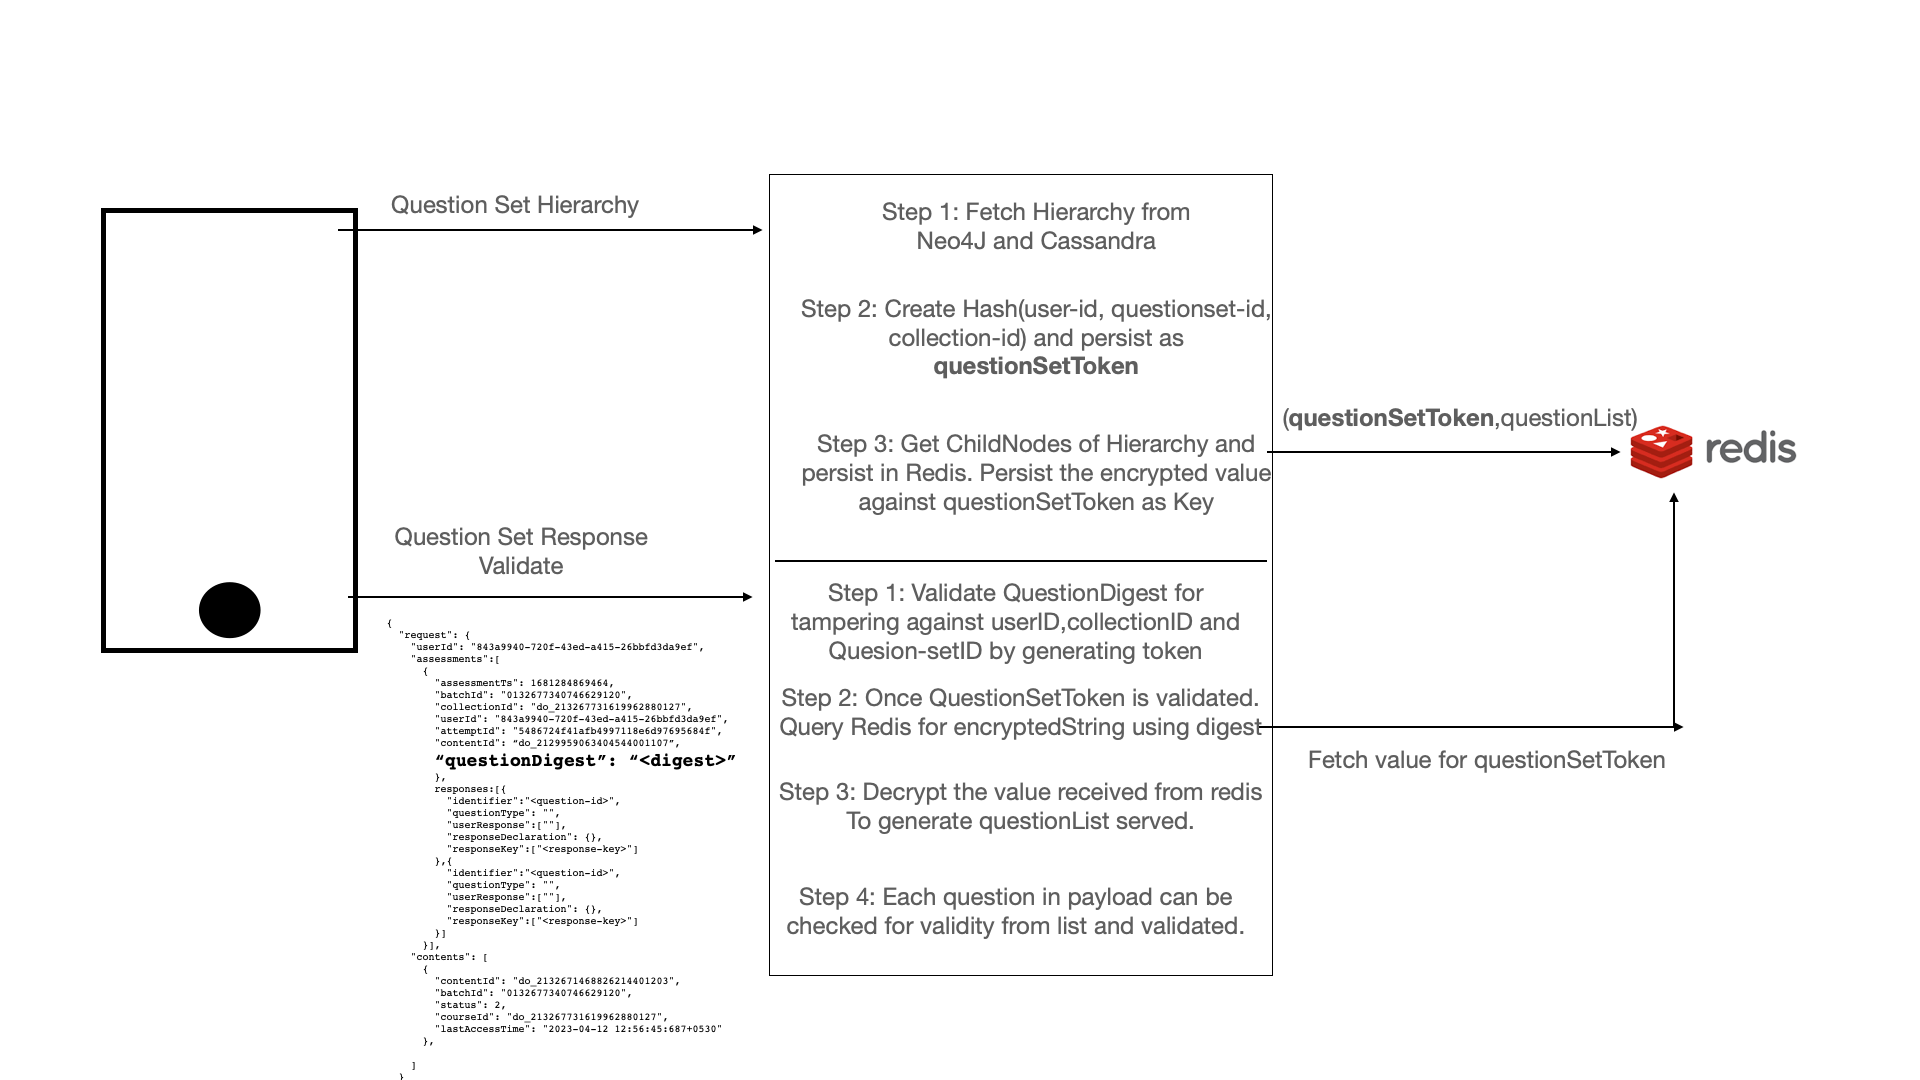 Question Set Hierarchy
Step 1: Fetch Hierarchy from
Neo4J and Cassandra
Step 2: Create Hash(user-id, questionset-id,
collection-id) and persist as
questionSetToken
Step 3: Get ChildNodes of Hierarchy and
persist in Redis. Persist the encrypted value
against questionSetToken as Key
(questionSetToken,questionList)
redis
Question Set Response
Validate
{
"request": {
"userId": "843a9940-720f-43ed-a415-26bbfd3da9ef",
"assessments":[
{
"assessmentTs": 1681284869464,
"batchId": "0132677340746629120",
"collectionId": "do_213267731619962880127",
"userId": "843a9940-720f-43ed-a415-26bbfd3da9ef",
"attemptId": "5486724f41afb4997118e6d97695684f",
"contentId": “do_2129959063404544001107”,
“questionDigest”: “<digest>”
},
responses:[{
"identifier":"<question-id>",
"questionType": "",
"userResponse":[""],
"responseDeclaration": {},
"responseKey":["<response-key>"]
},{
"identifier":"<question-id>",
"questionType": "",
"userResponse":[""],
"responseDeclaration": {},
"responseKey":["<response-key>"]
}]
}],
"contents": [
{
"contentId": "do_2132671468826214401203",
"batchId": "0132677340746629120",
"status": 2,
"courseId": "do_213267731619962880127",
"lastAccessTime": "2023-04-12 12:56:45:687+0530"
},
]
}
Step 1: Validate QuestionDigest for
tampering against userID,collectionID and
Quesion-setID by generating token
Step 2: Once QuestionSetToken is validated.
Query Redis for encryptedString using digest
Fetch value for questionSetToken
Step 3: Decrypt the value received from redis
To generate questionList served.
Step 4: Each question in payload can be
checked for validity from list and validated.